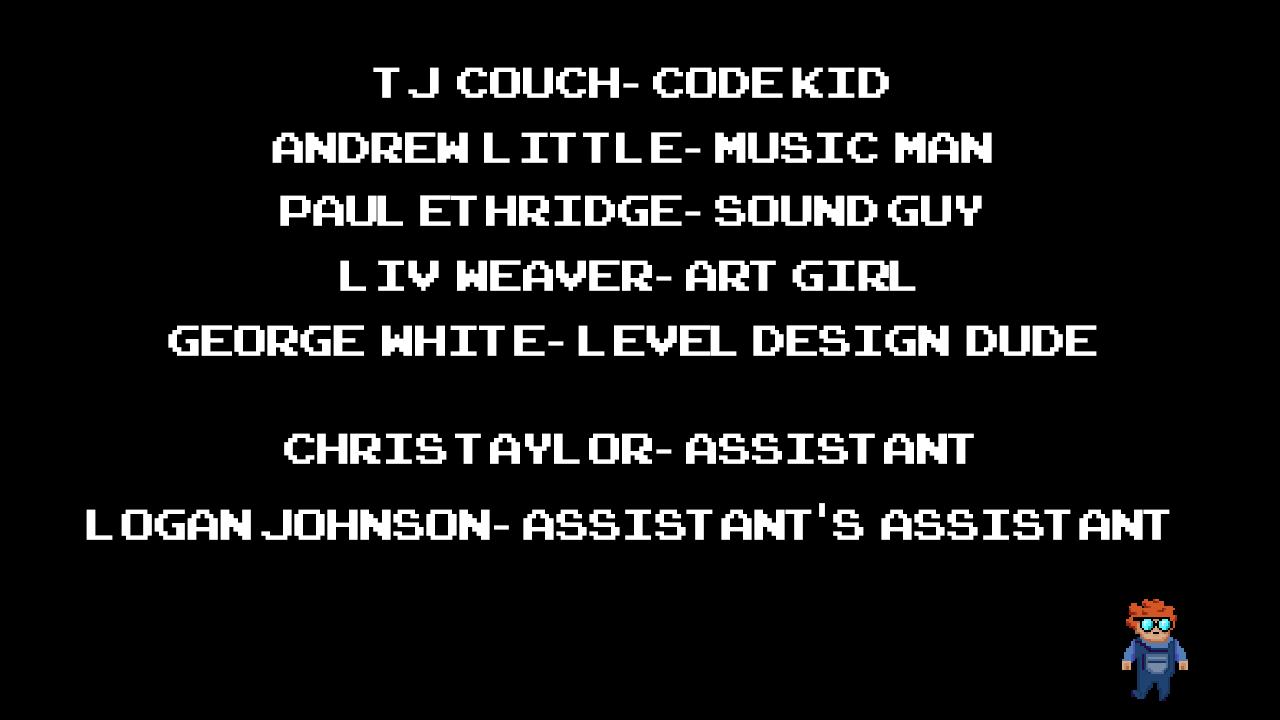 TJ COUCH- CODE KID
ANDREW LITTLE- MUSIC MAN
PAUL ETHRIDGE- SOUND GUY
LIV WEAVER- ART GIRL
GEORGE WHITE- LEVEL DESIGN DUDE
CHRIS TAYLOR- ASSISTANT
LOGAN JOHNSON- ASSISTANT'S ASSISTANT